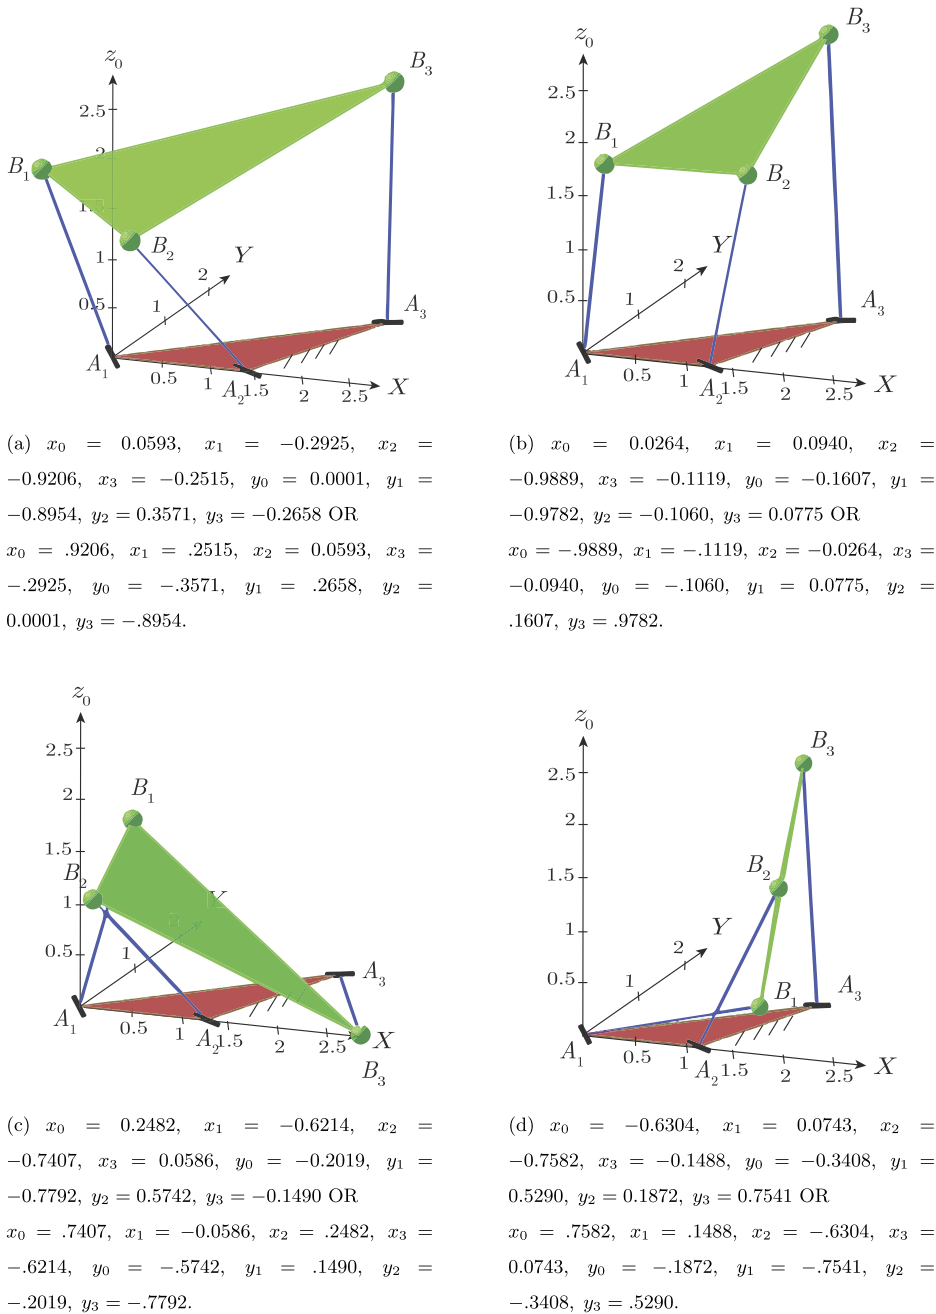 z0
2.5
2
1.5
1
0.5
B1
B2
B3
Y
2
1
A1
A2
A3
0.5
1
1.5
2
2.5
X
z0
2.5
2
1.5
1
0.5
B1
B2
B3
Y
2
1
A1
A2
A3
0.5
1
1.5
2
2.5
X
(a) x0 = 0.0593, x1 = −0.2925, x2 =
−0.9206, x3 = −0.2515, y0 = 0.0001, y1 =
−0.8954, y2 = 0.3571, y3 = −0.2658 OR
x0 = .9206, x1 = .2515, x2 = 0.0593, x3 =
−.2925, y0 = −.3571, y1 = .2658, y2 =
0.0001, y3 = −.8954.
(b) x0 = 0.0264, x1 = 0.0940, x2 =
−0.9889, x3 = −0.1119, y0 = −0.1607, y1 =
−0.9782, y2 = −0.1060, y3 = 0.0775 OR
x0 = −.9889, x1 = −.1119, x2 = −0.0264, x3 =
−0.0940, y0 = −.1060, y1 = 0.0775, y2 =
.1607, y3 = .9782.
z0
2.5
2
1.5
1
0.5
B1
B2
B3
Y
1
A1
A2
A3
0.5
1
1.5
2
2.5
X
z0
2.5
2
1.5
1
0.5
B3
B2
B1
Y
2
1
A1
A2
A3
0.5
1
1.5
2
2.5
X
(c) x0 = 0.2482, x1 = −0.6214, x2 =
−0.7407, x3 = 0.0586, y0 = −0.2019, y1 =
−0.7792, y2 = 0.5742, y3 = −0.1490 OR
x0 = .7407, x1 = −0.0586, x2 = .2482, x3 =
−.6214, y0 = −.5742, y1 = .1490, y2 =
−.2019, y3 = −.7792.
(d) x0 = −0.6304, x1 = 0.0743, x2 =
−0.7582, x3 = −0.1488, y0 = −0.3408, y1 =
0.5290, y2 = 0.1872, y3 = 0.7541 OR
x0 = .7582, x1 = .1488, x2 = −.6304, x3 =
0.0743, y0 = −.1872, y1 = −.7541, y2 =
−.3408, y3 = .5290.